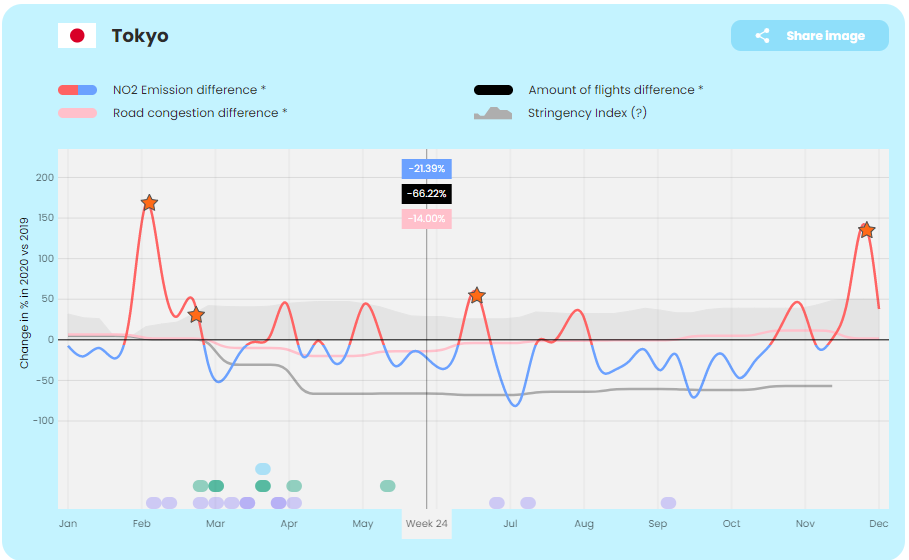 Tokyo
Share image
NO2 Emission difference *
Amount of flights difference *
Road congestion difference *
Stringency Index (?)
-21.39%
-66.22%
-14.00%
Change in % in 2020 vs 2019
200
150
100
50
0
-50
-100
Jan Feb Mar Apr May Week 24 Jul Aug Sep Oct Nov Dec